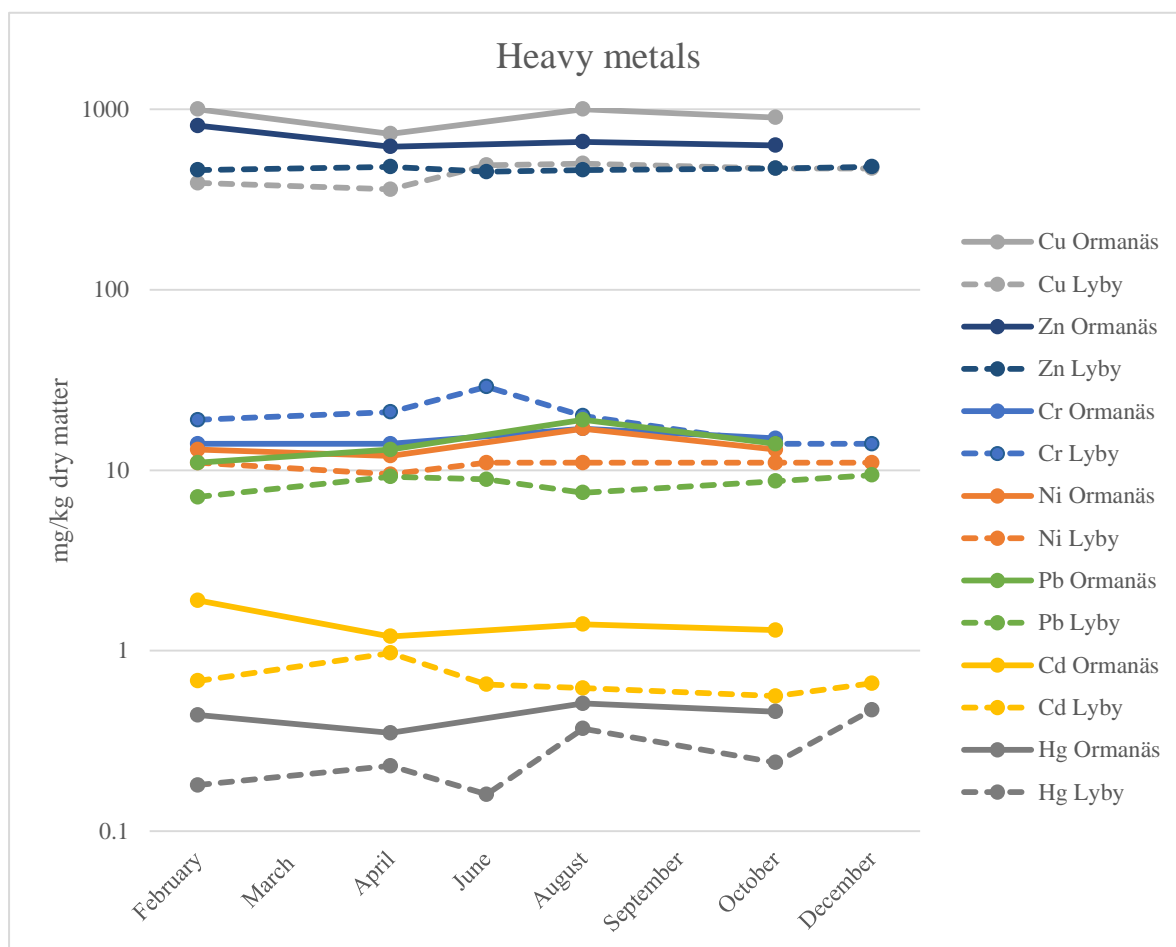 Heavy metals
mg/kg dry matter
1000
100
10
1
0.1
February
March
April
June
August
September
October
December
Cu Ormanäs
Cu Lyby
Zn Ormanäs
Zn Lyby
Cr Ormanäs
Cr Lyby
Ni Ormanäs
Ni Lyby
Pb Ormanäs
Pb Lyby
Cd Ormanäs
Cd Lyby
Hg Ormanäs
Hg Lyby